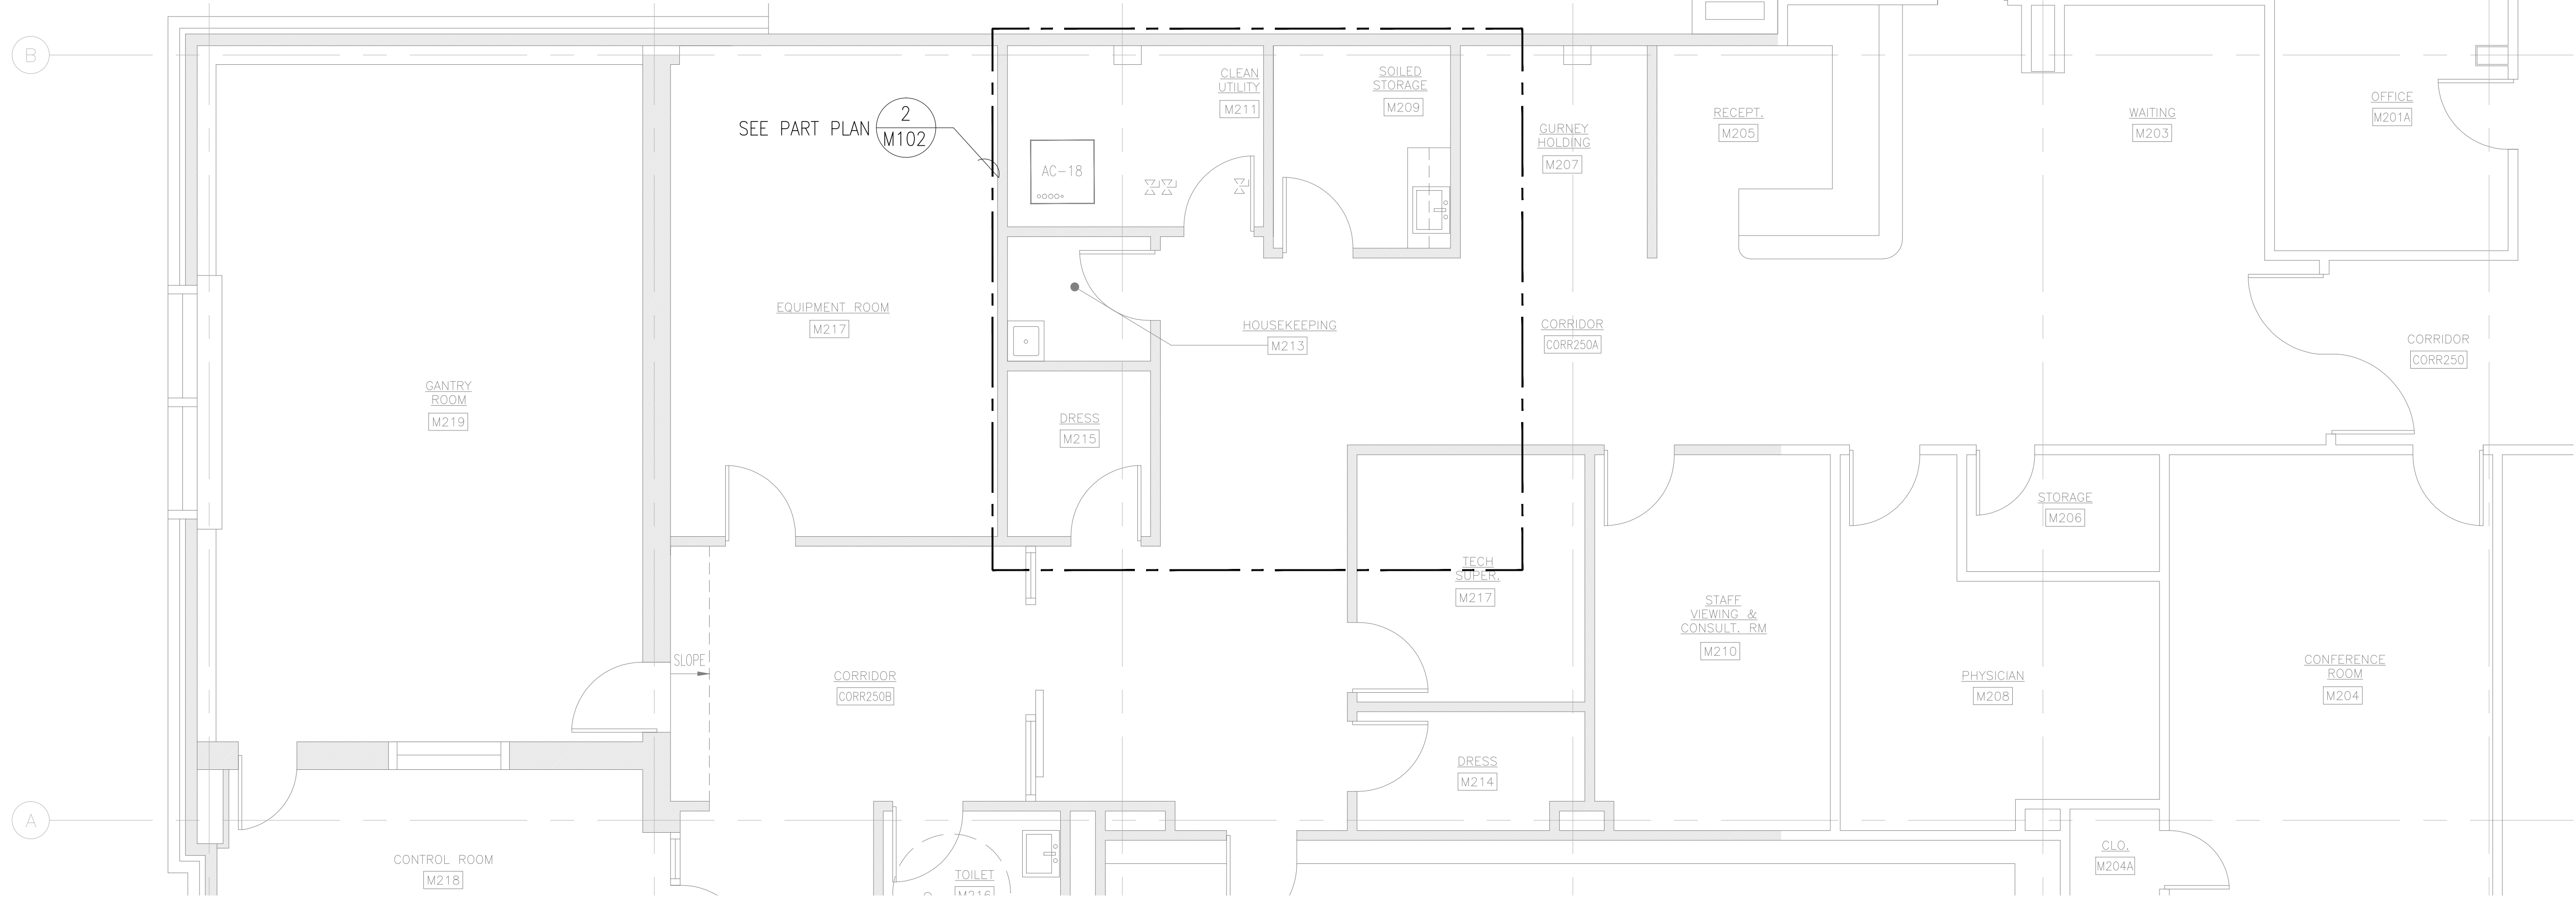 B
SEE PART PLAN
2
M102
CLEAN
UTILITY
M211
SOILED
STORAGE
M209
GURNEY
HOLDING
M207
RECEPT.
M205
WAITING
M203
OFFICE
M201A
AC-18
EQUIPMENT ROOM
M217
HOUSEKEEPING
M213
CORRIDOR
CORR250A
CORRIDOR
CORR250
GANTRY
ROOM
M219
DRESS
M215
STORAGE
M206
TECH
SUPER.
M217
STAFF
VIEWING &
CONSULT. RM
M210
SLOPE
CORRIDOR
CORR250B
PHYSICIAN
M208
CONFERENCE
ROOM
M204
DRESS
M214
A
CONTROL ROOM
M218
TOILET
M216
CLO.
M204A